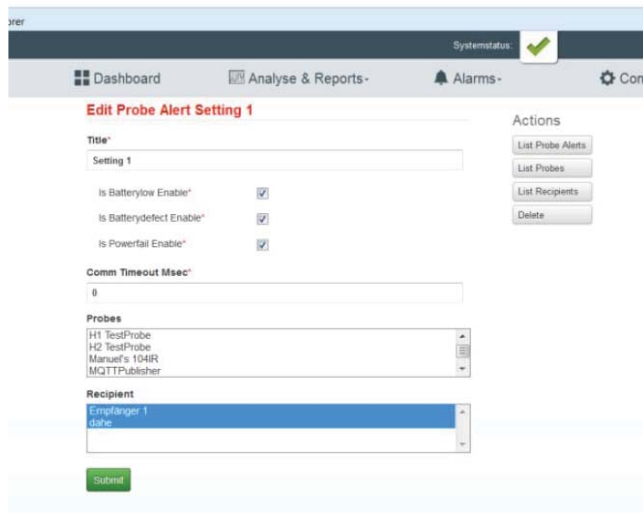 orer
Systemstatus:
Dashboard
Analyse & Reports
Alarms
Con
Edit Probe Alert Setting 1
Title*
Setting 1
Is Batterylow Enable*
Is Batterydefect Enable*
Is Powerfail Enable*
Comm Timeout Msec*
0
Probes
H1 TestProbe
H2 TestProbe
Manuel's 104IR
MQTTPublisher
Recipient
Empfänger 1
dahe
Submit
Actions
List Probe Alerts
List Probes
List Recipients
Delete